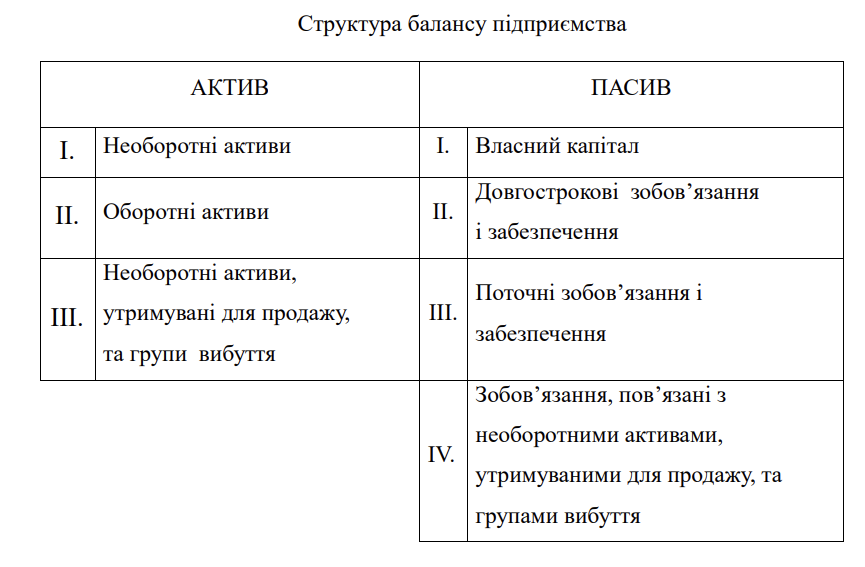 Структура балансу підприємства
АКТИВ
ПАСИВ
I. Необоротні активи
I. Власний капітал
II. Оборотні активи
II. Довгострокові зобов’язання
і забезпечення
III. Необоротні активи,
утримувані для продажу,
та групи вибуття
III. Поточні зобов’язання і
забезпечення
IV. Зобов’язання, пов’язані з
необоротними активами,
утримуваними для продажу, та
групами вибуття